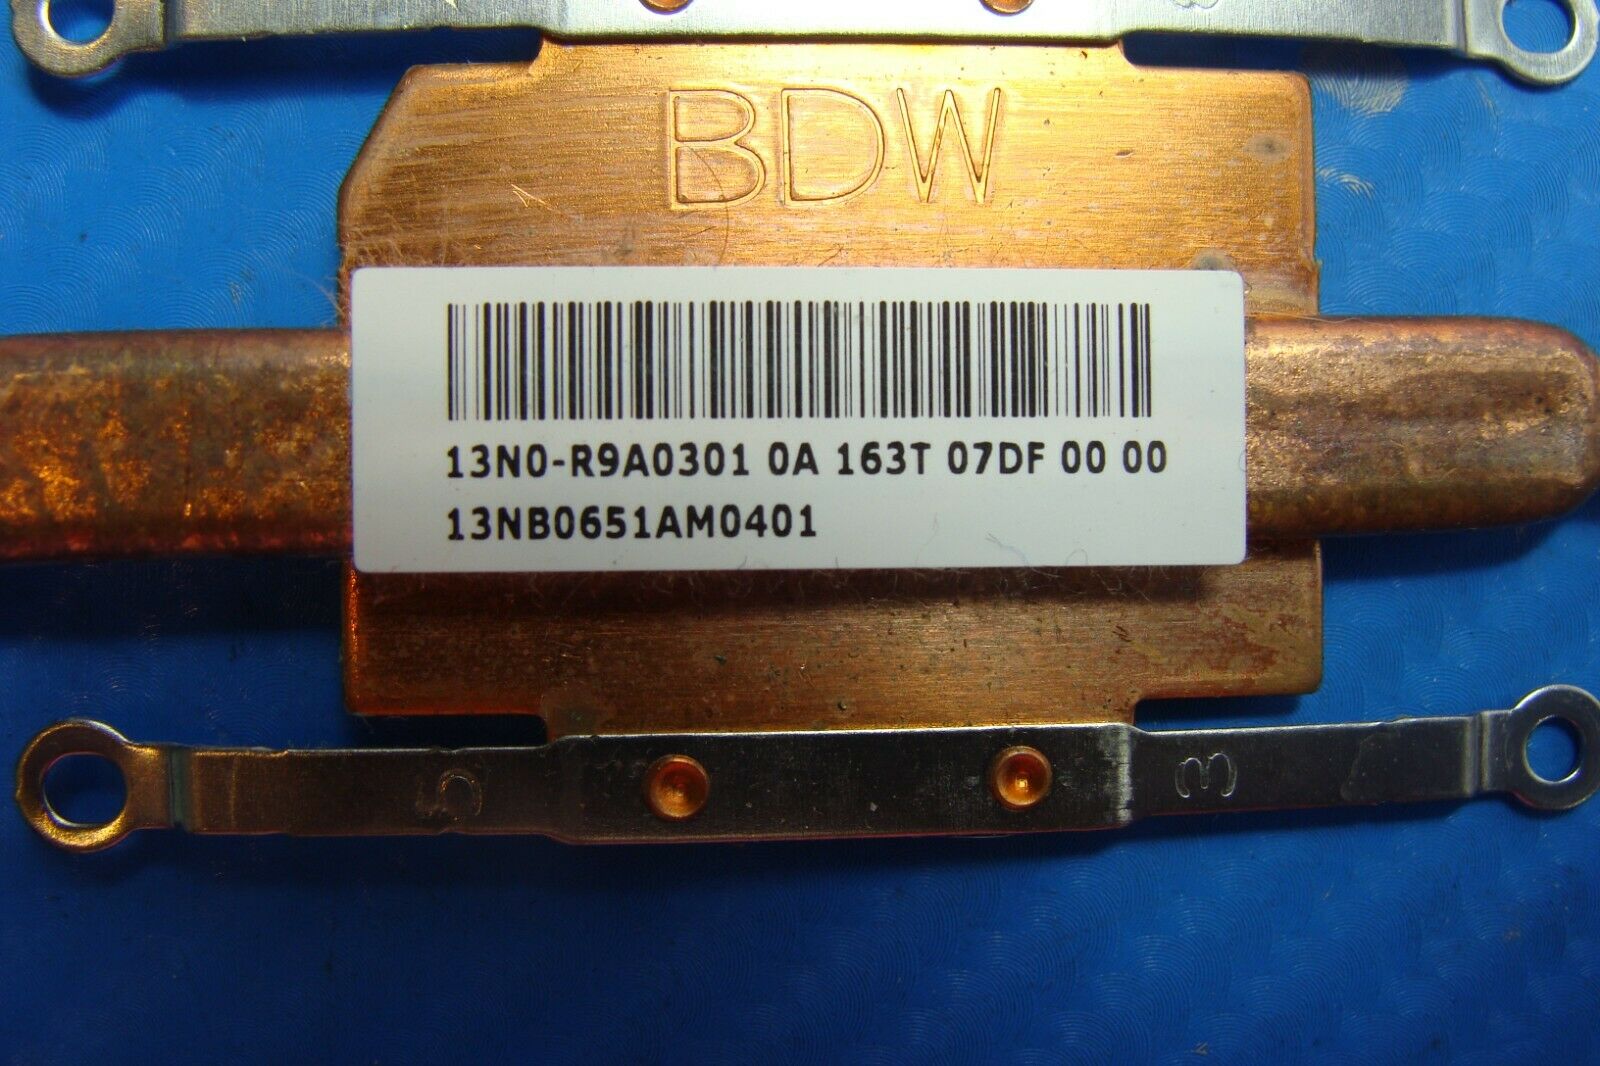 BDW
13N0-R9A0301 0A 163T 07DF 00 00
13NB0651AM0401
5 3